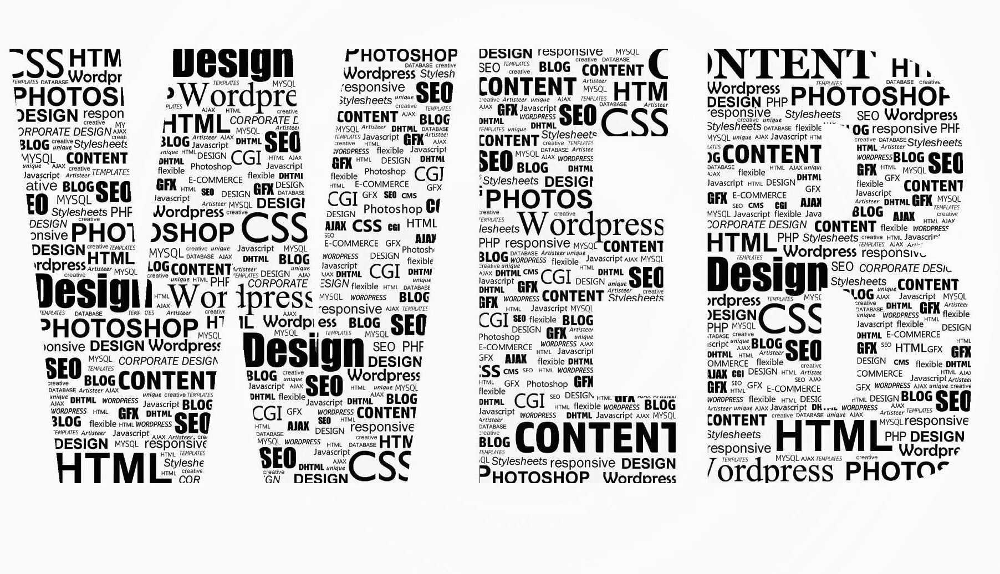 CSS HTM
Wordpr
TEMPLATES DATABASE
PHOTOS
DESIGN respon
creative MY
ORPORATE DESIGN AJAX
BLOG creative Stylesheets
unique
MYSQL CONTENT
unique AJAX creative TEMPLATES
Javascript Artisteer
ative BLOG SEO
EO MYSQL
Stylesheets PHP
creative
DESIGN
onsive PHOT
DESIGN creative TEMPLATES
rdpress HTML
creative MYSQL
Design
TEMPLATES DATABASE
PHOTOSHOP HT
MYSQL
onsive DESIGN Wordpress
SEO MYSQL CORPORATE DESIGN
TEMPLATES
creative BLOG CONTENT
DATABASE Artisteer AJAX
unique creative TEMPLATES
unique DHTML WORDPRESS Javascript BLOG
AJAX
WORDPRESS HTML GFX DHTML SEO
BLOG flexible HTML WORDPRESS
TEMPLATES Artisteer Javascript
AJAX Artisteer
DESIGN MYSQL responsive
HTML HTML TEMPLATES
Styleshe
HTML creative
COR
Design
TEMPLATES MYSQL
Wordpre
PLATES AJAX HTML creative
HTML CORPORATE D
MYSQL Artisteer
BLOG Artisteer AJAX DHTML SEO
Javascript
unique HTML DESIGN CGI
DHTML Photoshop Javascript
flexible flexible DHTML
GFX E-COMMERCE
HTML SEO DESIGN GFX DESIGN
Javascript DATABASE
Artisteer MYSQL DESIGN
Wordpress creative CSS
OSHOP
MYSQL creative unique Javascript MYSQL
DATABASE AJAX DHTML BLOG
LOG CONTENT
creative TEMPLATES DESIGN AJAX
unique HTML PHP CORPORATE
HTML Wor dpress
AJAX
Artisteer creative
Wordpress
MYSQL
PHOTOSHOP
DATABASE creative
Wordpress Stylesh
responsive SEO
Stylesheets unique
creative TEMPLATES
CONTENT AJAX BLOG
MYSQL Artisteer DHTML DATABASE
TEMPLATES Javascript GFX Artisteer
creative HTML AJAX
WORDPRESS flexible Javascript
GFX HTML DESIGN DHTML
flexible Photoshop CGI
HTML E-COMMERCE GFX
CGI GFX SEO CMS
DESIGN Photoshop
AJAX CSS CGI HTML
SEO
E-COMMERCE GFX AJAX
Photosh
WORDPRESS DESIGN flexible
Javascript HTML
AJAX DHTML CGI DHTML
ESIGN flexible HTML DATABASE
MYSQL WORDPRESS BLOG
responsive AJAX TEMPLATES
BLOG SEO
TEMPLATES MYSQL
Design SEO PHP
DESIGN
BLOG creative Wordpress
unique
Javascript AJAX SEO HTML unique MYSQL
DHTML flexible AJAX BLOG
Javascript DHTML
CGI GFX WORDPRESS CONTENT
HTML AJAX SEO responsive
DATABASE DESIGN
MYSQL WORDPRESS HTML DATABASE HTM
SEO Javascript CSS
AJAX
DHTML unique
creative
DESIGN
DESIGN responsive MYSQL
creative DATABASE
SEO TEMPLATES BLOG CONTENT C
creative
CONTENT Artisteer HTM
MYSQL
creative Artisteer unique AJAX TEMPLATES
AJAX GFX Javascript SEO DATABASE Artisteer
DHTML WORDPRESS CSS
TEMPLATES unique DHTML
CONTENT Stylesheets
creative TEMPLATES
SEO MYSQL DATABASE Artisteer
AJAX WORDPRESS
BLOG HTML DHTML
Stylesheets DESIGN
PHOTOS
creative creative
lesheets Wordpress
PHP responsive MYSQL CONTENT
BLOG DATABASE Artisteer unique
WORDPRESS flexible Javascript AJAX MYSQL
creative unique HTML
AJAX DHTML CMS CGI DHTML SEO
Javascript DESIGN unique
DHTML GFX CONTENT Artisteer creative
GFX WORDPRESS Stylesheets
HTML Javascript MYSQL
CGI SEO flexible BLOG
DESIGN GFX
Photoshop unique
E-COMMERCE WORDPRESS AJAX
HTML Javascript
GFX AJAX flexible DHTML
SS CMS SEO HTML WORDPRESS
HTML GFX Photoshop GFX
flexible
DHTML CGI SEO DESIGN HTML GFX
HTML flexible WORDPRESS BLOG
Javascript WORDPRESS DHTML Javascript AJAX MYSQL
Artisteer
DATABASE CONTENT
creative
BLOG
TEMPLATES
QL Stylesheets responsive DESIGN
PHOTOSHOP Wordpress
ONTENT
TEMPLATES DATABASE creative
Wordpress PHOTOSHOP
DESIGN PHP
responsive Stylesheets SEO Wordpress
creative unique
Stylesheets DATABASE flexible LOG responsive PHP
MYSQL unique AJAX Javascript HTM
CONTENT HTML Artisteer Stylesheets
WORDPRESS BLOG SEO
DATABASE HTML AJAX unique
AJAX flexible DHTML GFX HTML MYSQL
GFX
Javascript HTML DESIGN flexible CONTENT
GFX E-COMMERCE GFX
SEO CMS CGI AJAX Artisteer DHTML GFX MYSQL
MYSQL Javascript flexible Java BLOG creative
AJAX HTML AJAX
CORPORATE DESIGN CONTENT flexible WORDPRESS
HTML PHP Stylesheets creative HTML Javascript
TEMPLATES AJAX
Wordpress responsive
TEMPLATES
Design SEO CORPORATE DESIG
Stylesheets
unique CONTENT
LOG AJAX
ordpress TEMPLATES MYSQL creative
DATABASE DHTML GFX AJAX
DESIGN CSS unique WORDPRESS flexible
PHP MYSQL Javascript flexible HTML
DATABASE creative DESIGN
DHTML E-COMMERCE
ascript BLOG SEO HTML
AJAX GFX SEO HTML GFX GFX
DHTML HTML Artisteer
OMMERCE flexible DESIGN CMS flexible DHTML
creative
AJAX CGI DESIGN HTML Artisteer COMMERCE
SEO AJAX Javascript Artisteer
GFX SEO GFX E-COMMERCE GFX WORDPRESS AJAX unique creative
HTML
WORDPRESS flexible HTML HTML DESIGN BLOG SEO
Artisteer unique AJAX Javascript WORDPRESS
CONTENT creative DATABASE unique AJAX Artisteer TEMPLATES
MYSQL responsive
Stylesheets HTML PHP DESIGN
responsive Wordpre
TEMPLATES MYSQL AJAX TEMPLATES creative
ordpress PHOTOS